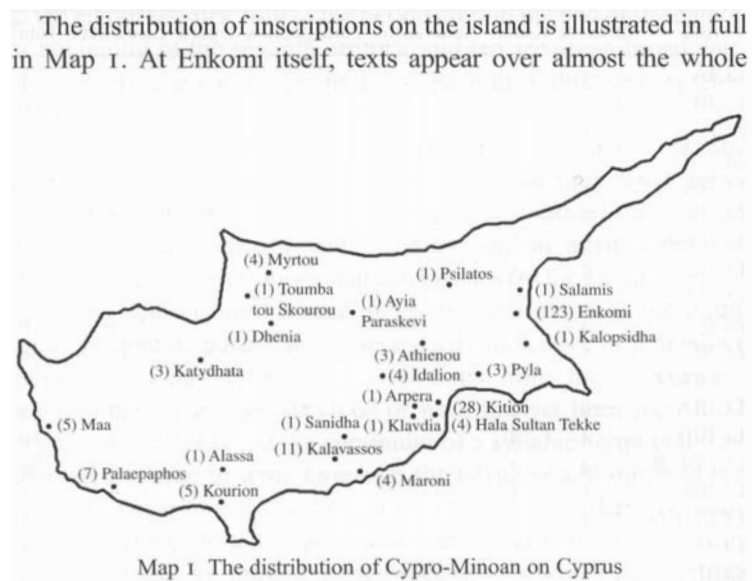 The distribution of inscriptions on the island is illustrated in full
in Map 1. At Enkomi itself, texts appear over almost the whole
(4) Myrtou
(1) Psilatos
(1) Toumba
tou Skourou
(1) Ayia
Paraskevi
(1) Salamis
(123) Enkomi
(1) Dhenia
(1) Kalopsidha
(3) Athienou
(3) Katydhata
(4) Idalion
(3) Pyla
(1) Arpera
(28) Kition
(5) Maa
(1) Sanidha
(1) Klavdia
(4) Hala Sultan Tekke
(1) Alassa
(11) Kalavassos
(7) Palaepaphos
(4) Maroni
(5) Kourion
Map 1 The distribution of Cypro-Minoan on Cyprus